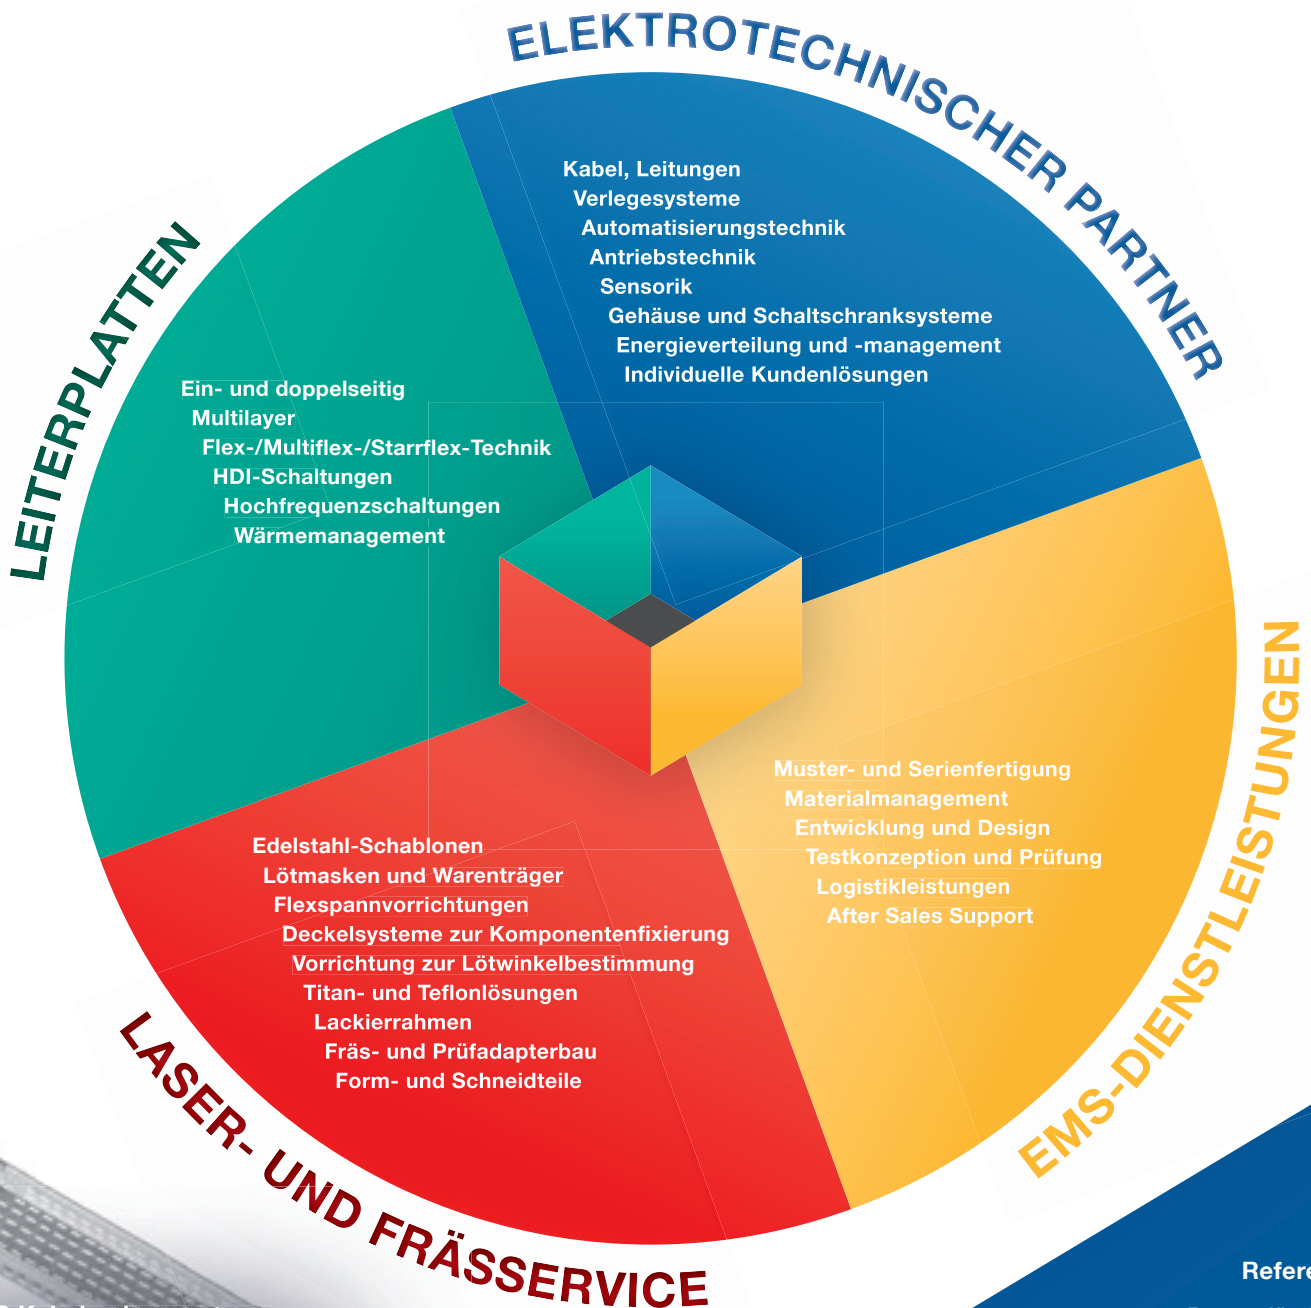 ELEKTROTECHNISCHER PARTNER
Kabel, Leitungen
Verlegesysteme
Automatisierungstechnik
Antriebstechnik
Sensorik
Gehäuse und Schaltschranksysteme
Energieverteilung und -management
Individuelle Kundenlösungen
LEITERPLATTEN
Ein- und doppelseitig
Multilayer
Flex-/Multiflex-/Starrflex-Technik
HDI-Schaltungen
Hochfrequenzschaltungen
Wärmemanagement
EMS-DIENSTLEISTUNGEN
Muster- und Serienfertigung
Materialmanagement
Entwicklung und Design
Testkonzeption und Prüfung
Logistikleistungen
After Sales Support
LASER- UND FRÄSSERVICE
Edelstahl-Schablonen
Lötmasken und Warenträger
Flexspannvorrichtungen
Deckelsysteme zur Komponentenfixierung
Vorrichtung zur Lötwinkelbestimmung
Titan- und Teflonlösungen
Lackierrahmen
Fräs- und Prüfadapterbau
Form- und Schneidteile
Refere